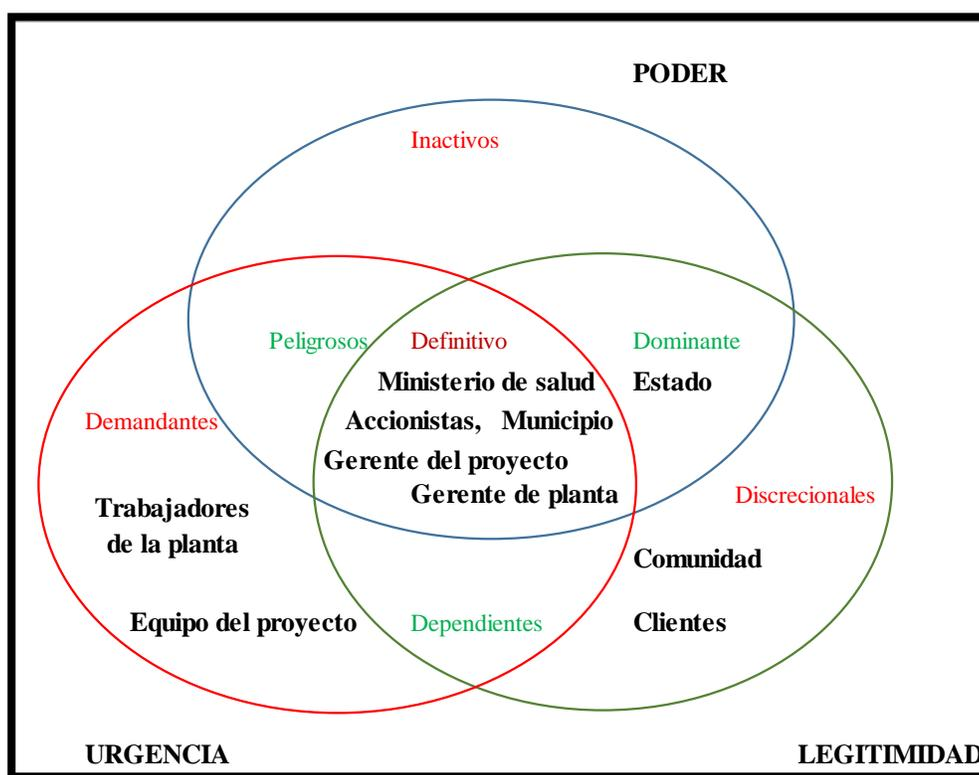 PODER
Inactivos
Peligrosos Definitivo Dominante
Ministerio de salud Estado
Accionistas, Municipio
Demandantes
Gerente del proyecto
Gerente de planta Discrecionales
Trabajadores
de la planta
Comunidad
Equipo del proyecto Dependientes Clientes
URGENCIA LEGITIMIDAD